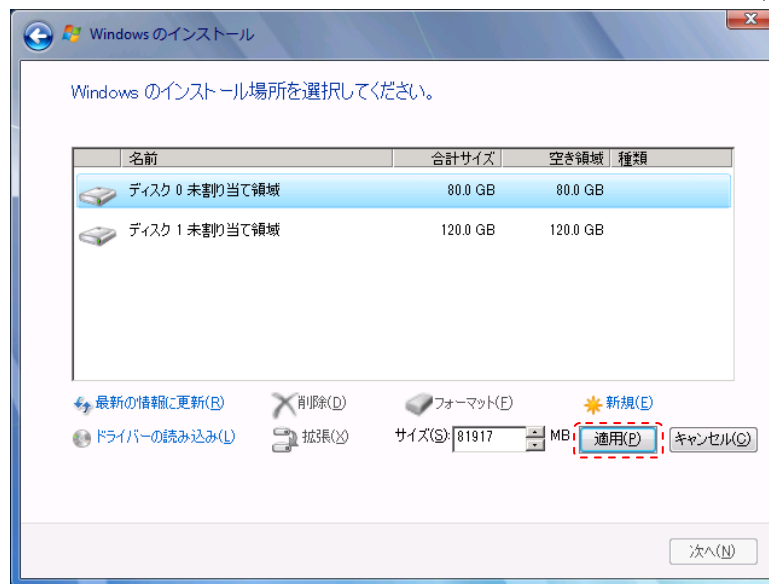 Windows のインストール
Windows のインストール場所を選択してください。
名前 合計サイズ 空き領域 種類
ディスク 0 未割り当て領域 80.0 GB 80.0 GB
ディスク 1 未割り当て領域 120.0 GB 120.0 GB
最新の情報に更新(R) 削除(D) フォーマット(F) 新規(E)
ドライバーの読み込み(L) 拡張(X) サイズ(S): 81917 MB 適用(P) キャンセル(C)
次へ(N)